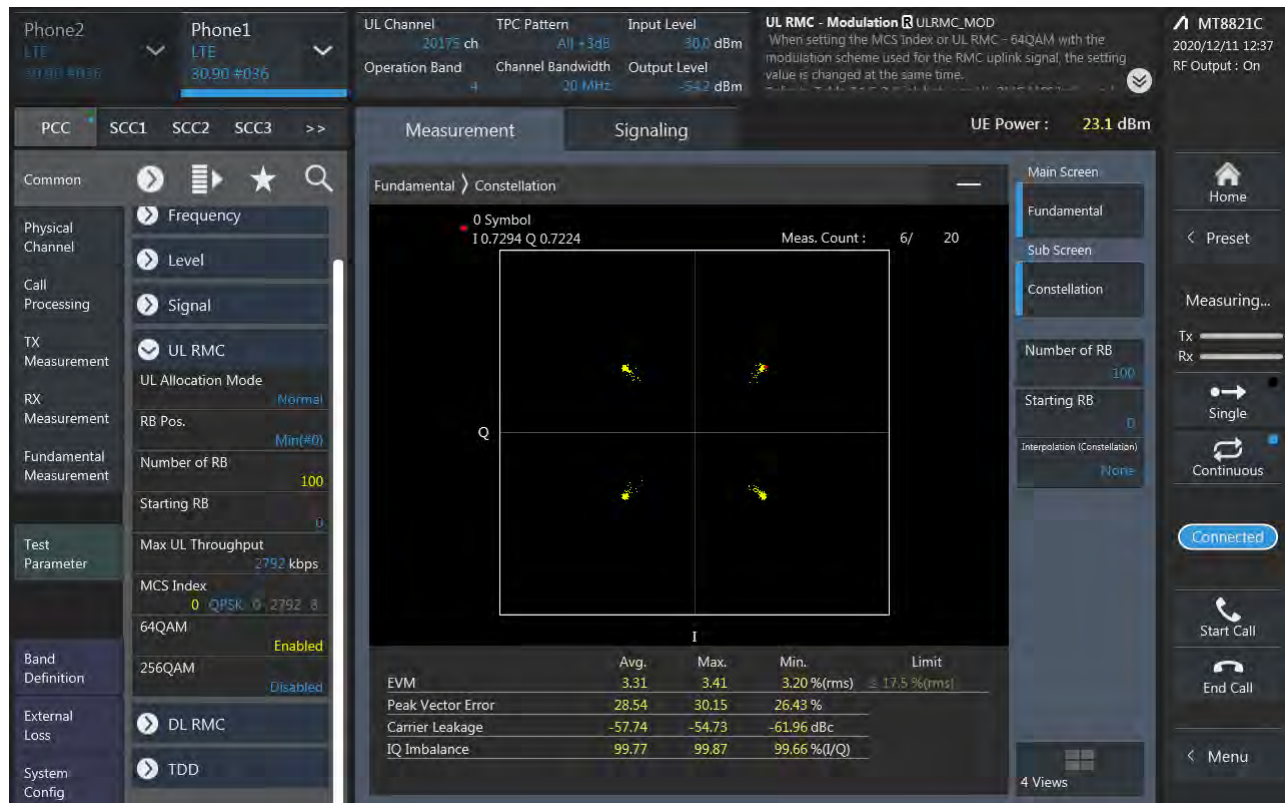 Phone2
LTE
30.90 #036
Phone1
LTE
30.90 #036
UL Channel
20175 ch
TPC Pattern
All +3dB
Input Level
30.0 dBm
Operation Band
4
Channel Bandwidth
20 MHz
Output Level
-54.2 dBm
UL RMC - Modulation R ULRMC_MOD
When setting the MCS Index or UL RMC - 64QAM with the
modulation scheme used for the RMC uplink signal, the setting
value is changed at the same time.
MT8821C
2020/12/11 12:37
RF Output : On
PCC SCC1 SCC2 SCC3 >>
Measurement
Signaling
UE Power : 23.1 dBm
Common
Physical
Channel
Call
Processing
TX
Measurement
RX
Measurement
Fundamental
Measurement
Test
Parameter
Band
Definition
External
Loss
System
Config
Frequency
Level
Signal
UL RMC
UL Allocation Mode
Normal
RB Pos.
Min(#0)
Number of RB
100
Starting RB
0
Max UL Throughput
2792 kbps
MCS Index
0 QPSK 0 2792 8
64QAM
Enabled
256QAM
Disabled
DL RMC
TDD
Fundamental ⟩ Constellation
0 Symbol
I 0.7294 Q 0.7224
Meas. Count : 6/ 20
Q
I
Avg. Max. Min. Limit
EVM 3.31 3.41 3.20 %(rms) ≤ 17.5 %(rms)
Peak Vector Error 28.54 30.15 26.43 %
Carrier Leakage -57.74 -54.73 -61.96 dBc
IQ Imbalance 99.77 99.87 99.66 %(I/Q)
Main Screen
Fundamental
Sub Screen
Constellation
Number of RB
100
Starting RB
0
Interpolation (Constellation)
None
4 Views
Home
< Preset
Measuring...
Tx
Rx
Single
Continuous
Connected
Start Call
End Call
< Menu